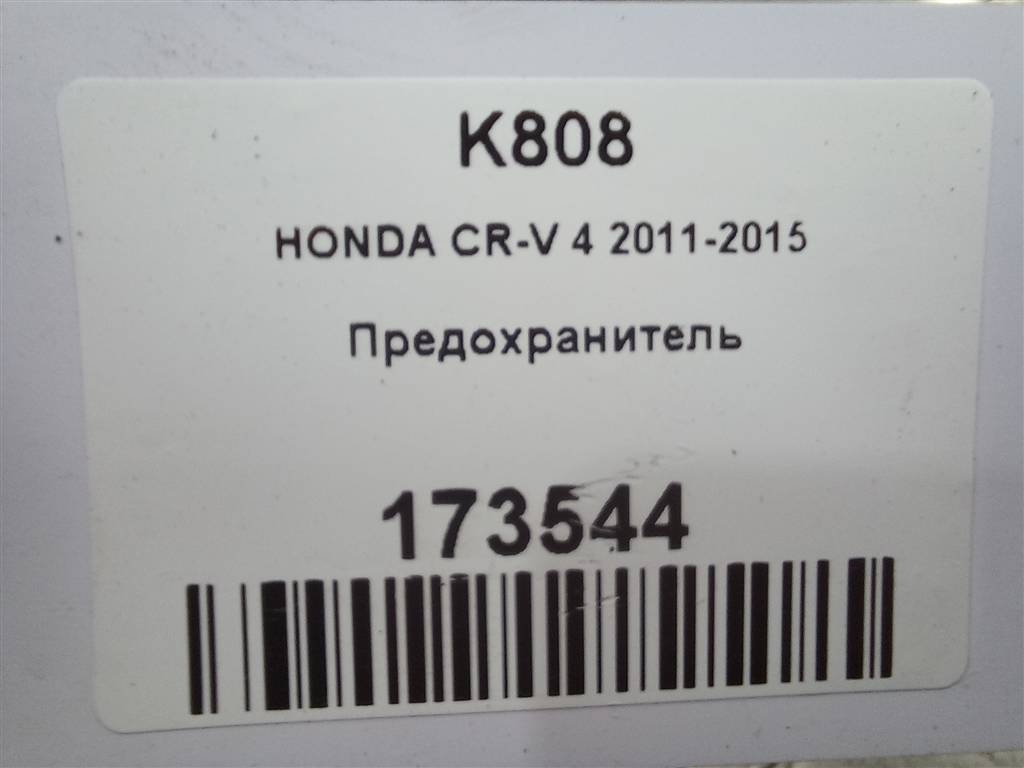 K808
HONDA CR-V 4 2011-2015
Предохранитель
173544